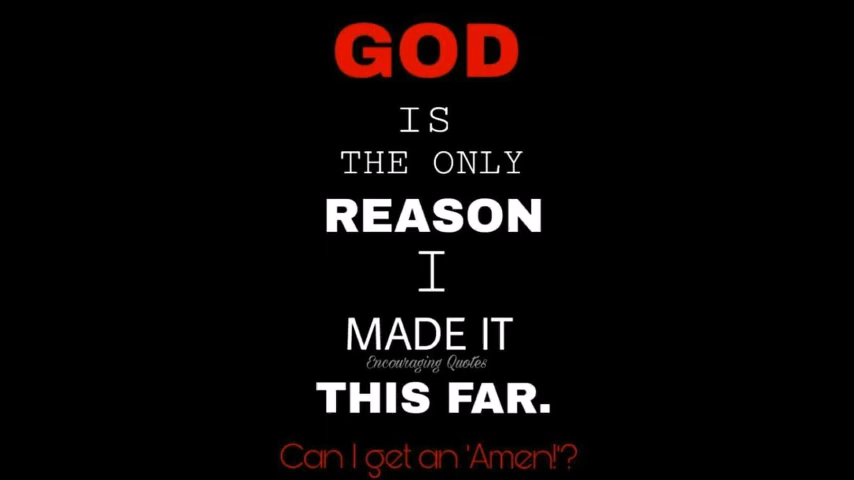 GOD
IS
THE ONLY
REASON
I
MADE IT
Encouraging Quotes
THIS FAR.
Can I get an 'Amen!'?